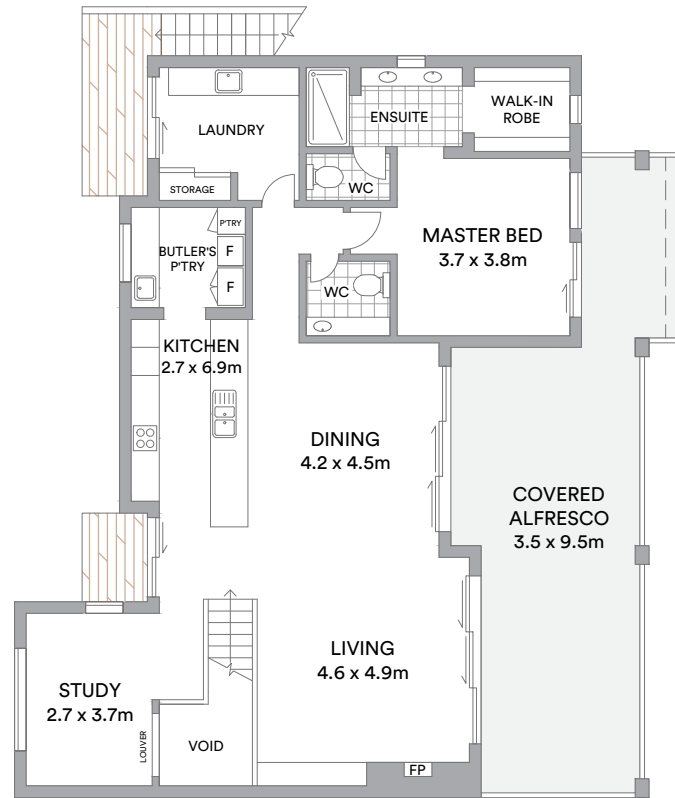 LAUNDRY
ENSUITE
WALK-IN
ROBE
STORAGE
WC
P'TRY
BUTLER'S
P'TRY
F
F
MASTER BED
3.7 x 3.8m
WC
KITCHEN
2.7 x 6.9m
DINING
4.2 x 4.5m
COVERED
ALFRESCO
3.5 x 9.5m
LIVING
4.6 x 4.9m
STUDY
2.7 x 3.7m
LOUVER
VOID
FP